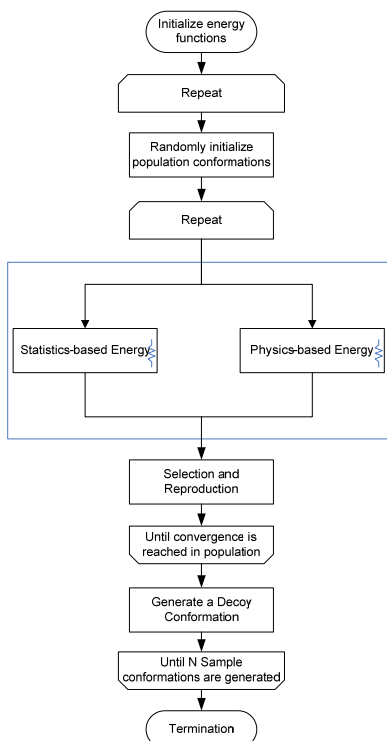 Initialize energy
functions
Repeat
Randomly initialize
population conformations
Repeat
Statistics-based Energy
Physics-based Energy
Selection and
Reproduction
Until convergence is
reached in population
Generate a Decoy
Conformation
Until N Sample
conformations are generated
Termination